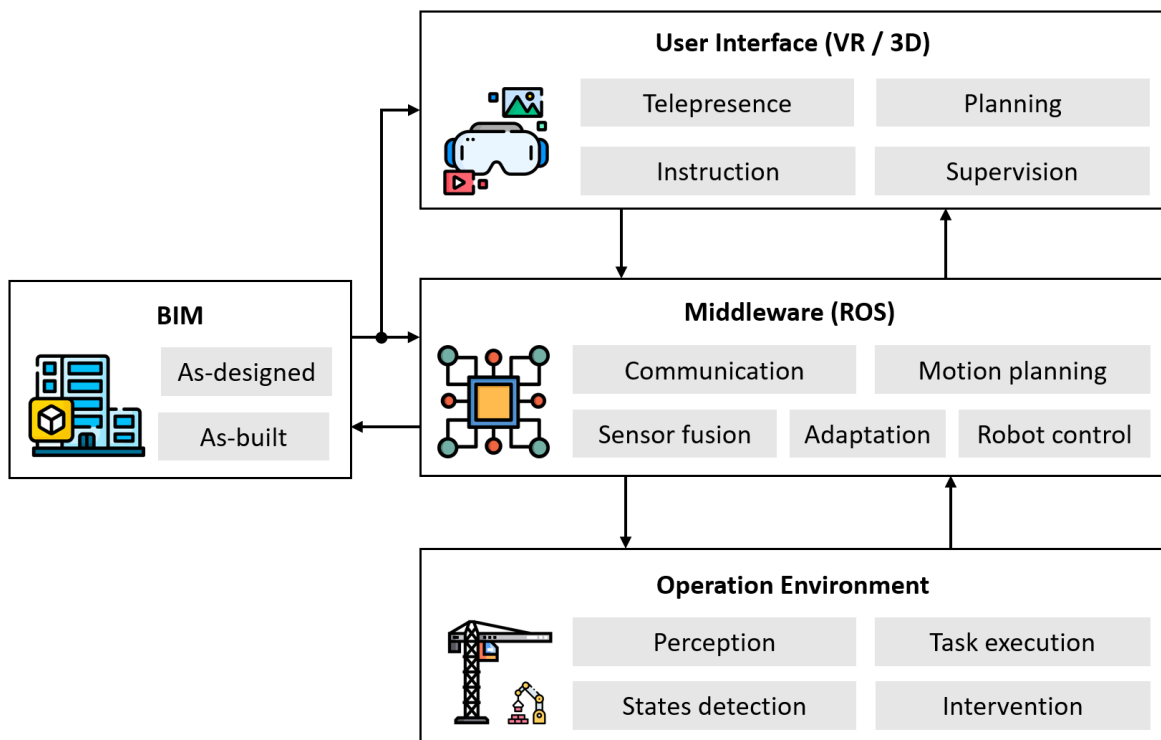 User Interface (VR / 3D)
Telepresence
Planning
Instruction
Supervision
BIM
As-designed
As-built
Middleware (ROS)
Communication
Motion planning
Sensor fusion
Adaptation
Robot control
Operation Environment
Perception
Task execution
States detection
Intervention